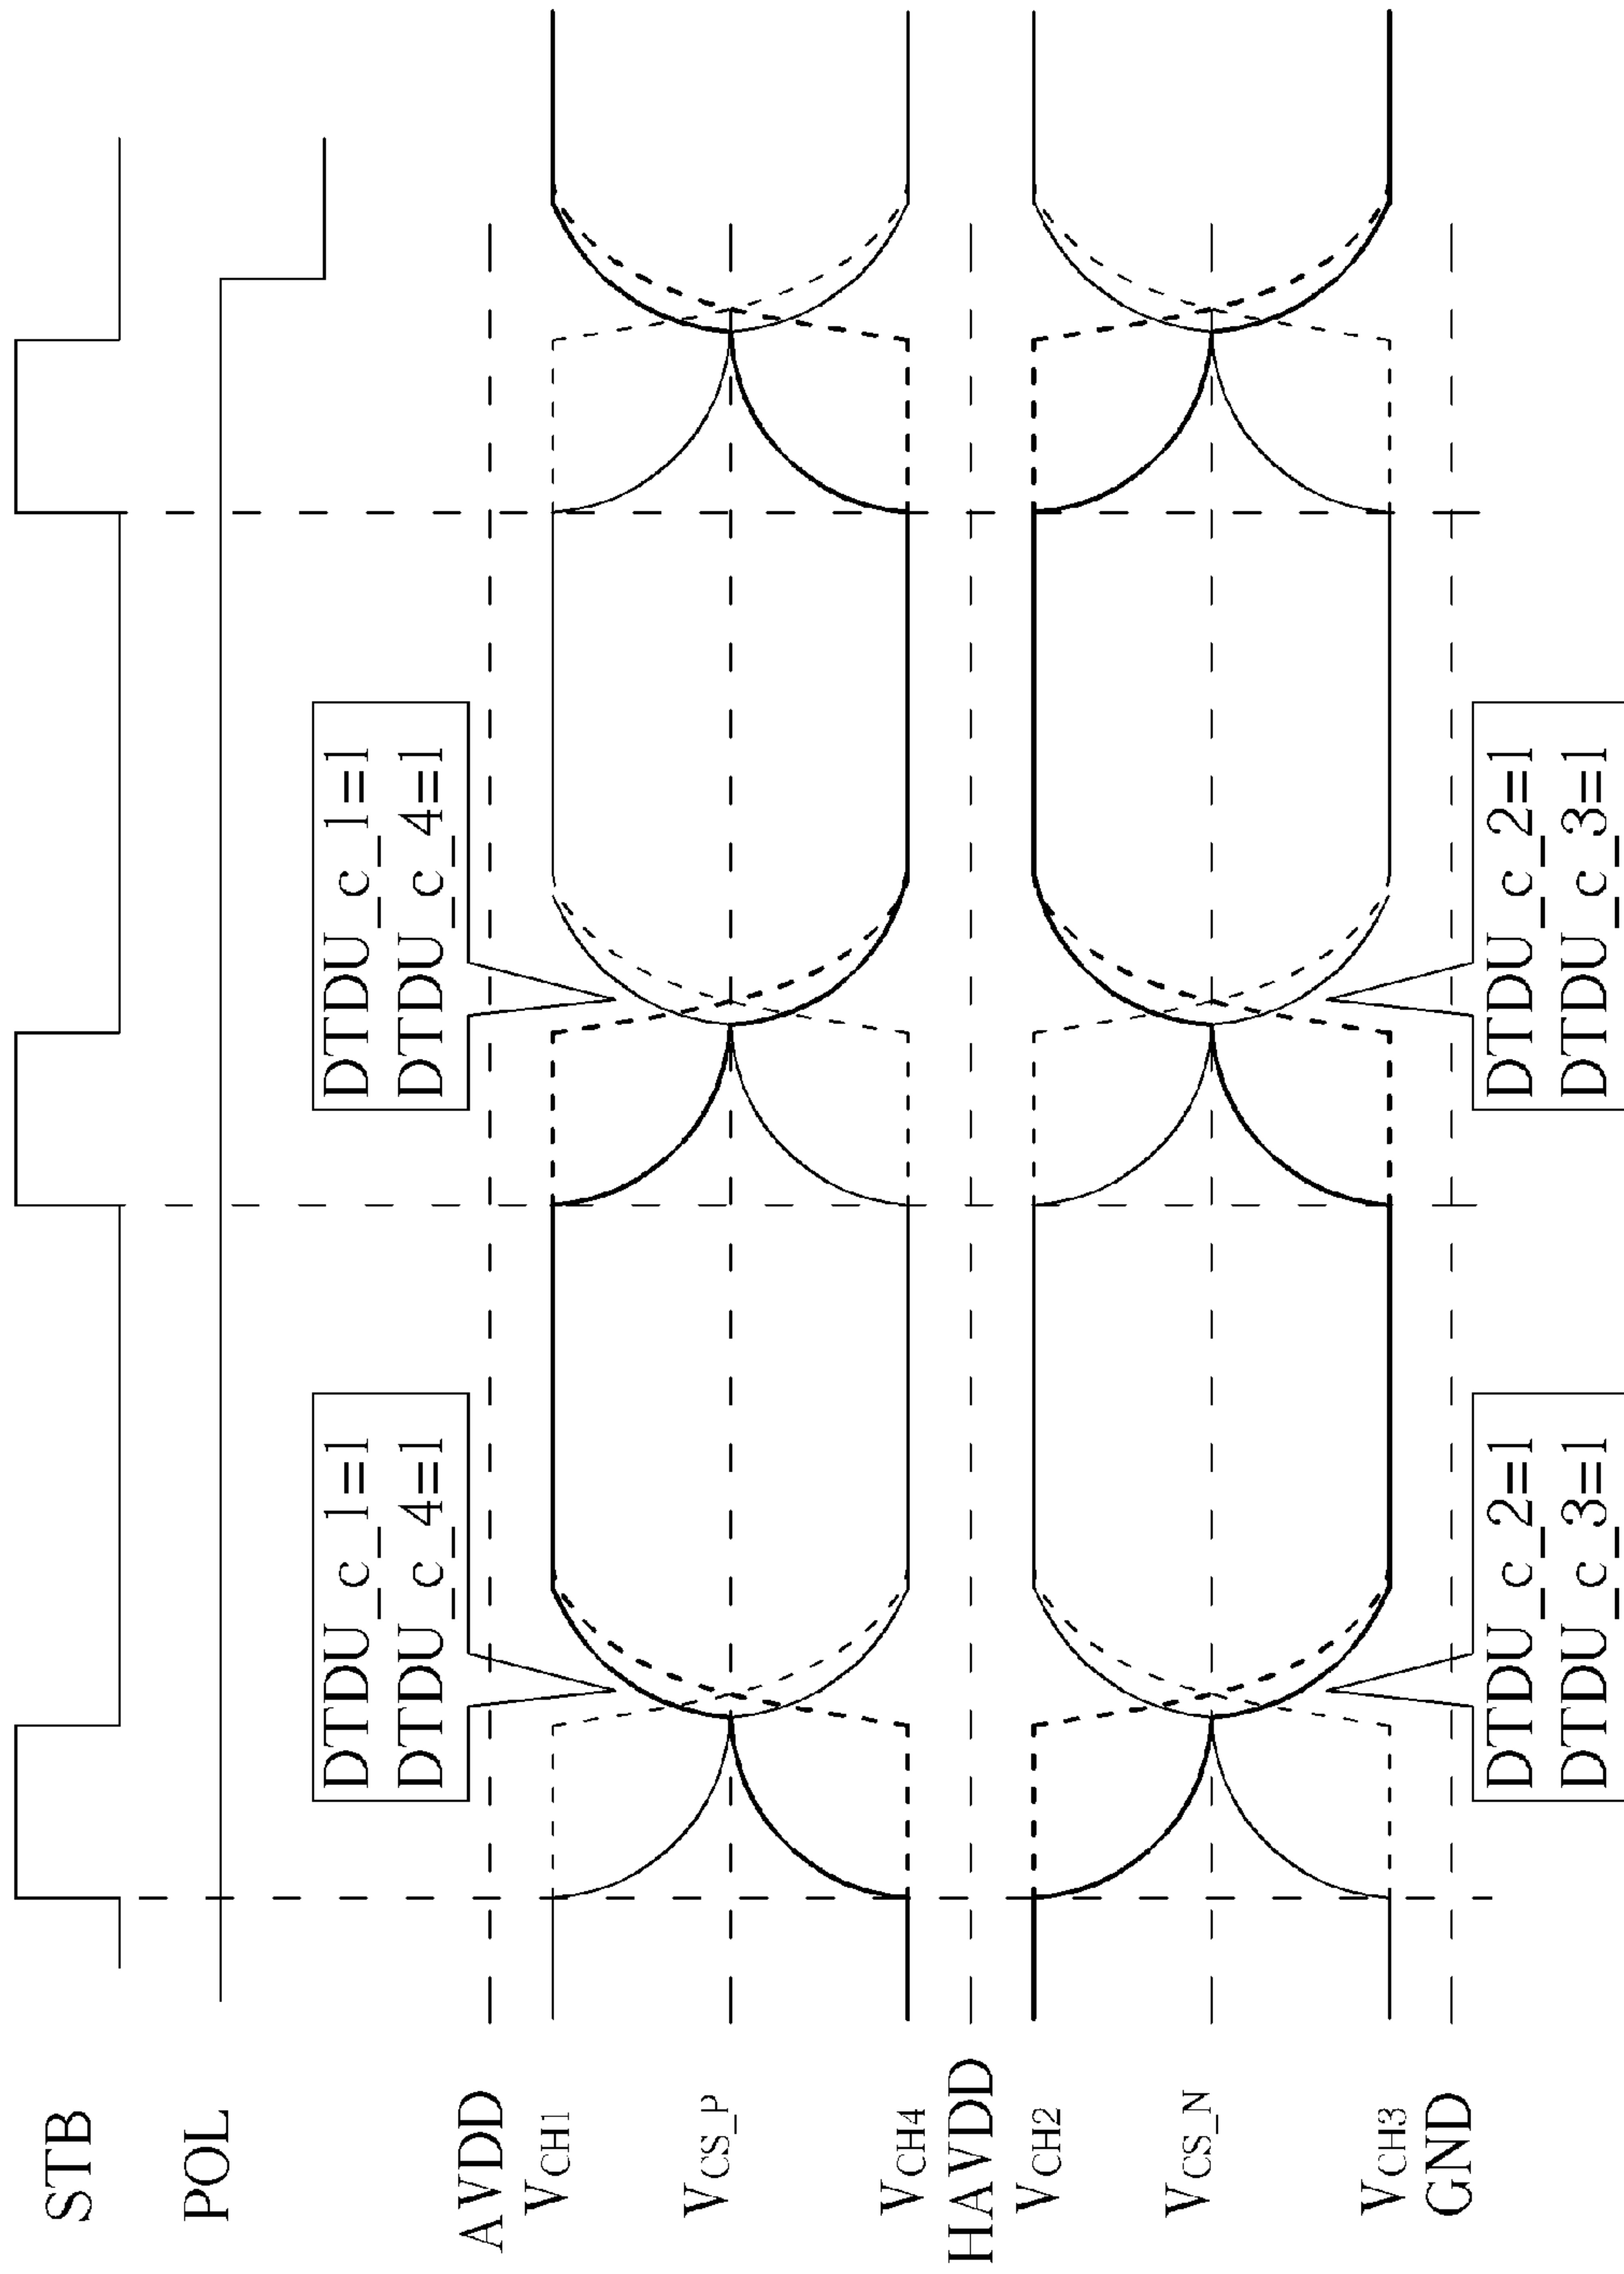 STB
POL
DTDU_c_1=1
DTDU_c_4=1
DTDU_c_1=1
DTDU_c_4=1
AVDD
VCH1
VCS_P
VCH4
HAVDD
VCH2
VCS_N
VCH3
GND
DTDU_c_2=1
DTDU_c_3=1
DTDU_c_2=1
DTDU_c_3=1